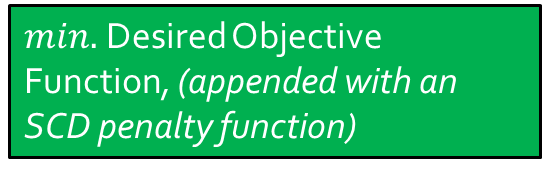 min. Desired Objective
Function, (appended with an
SCD penalty function)